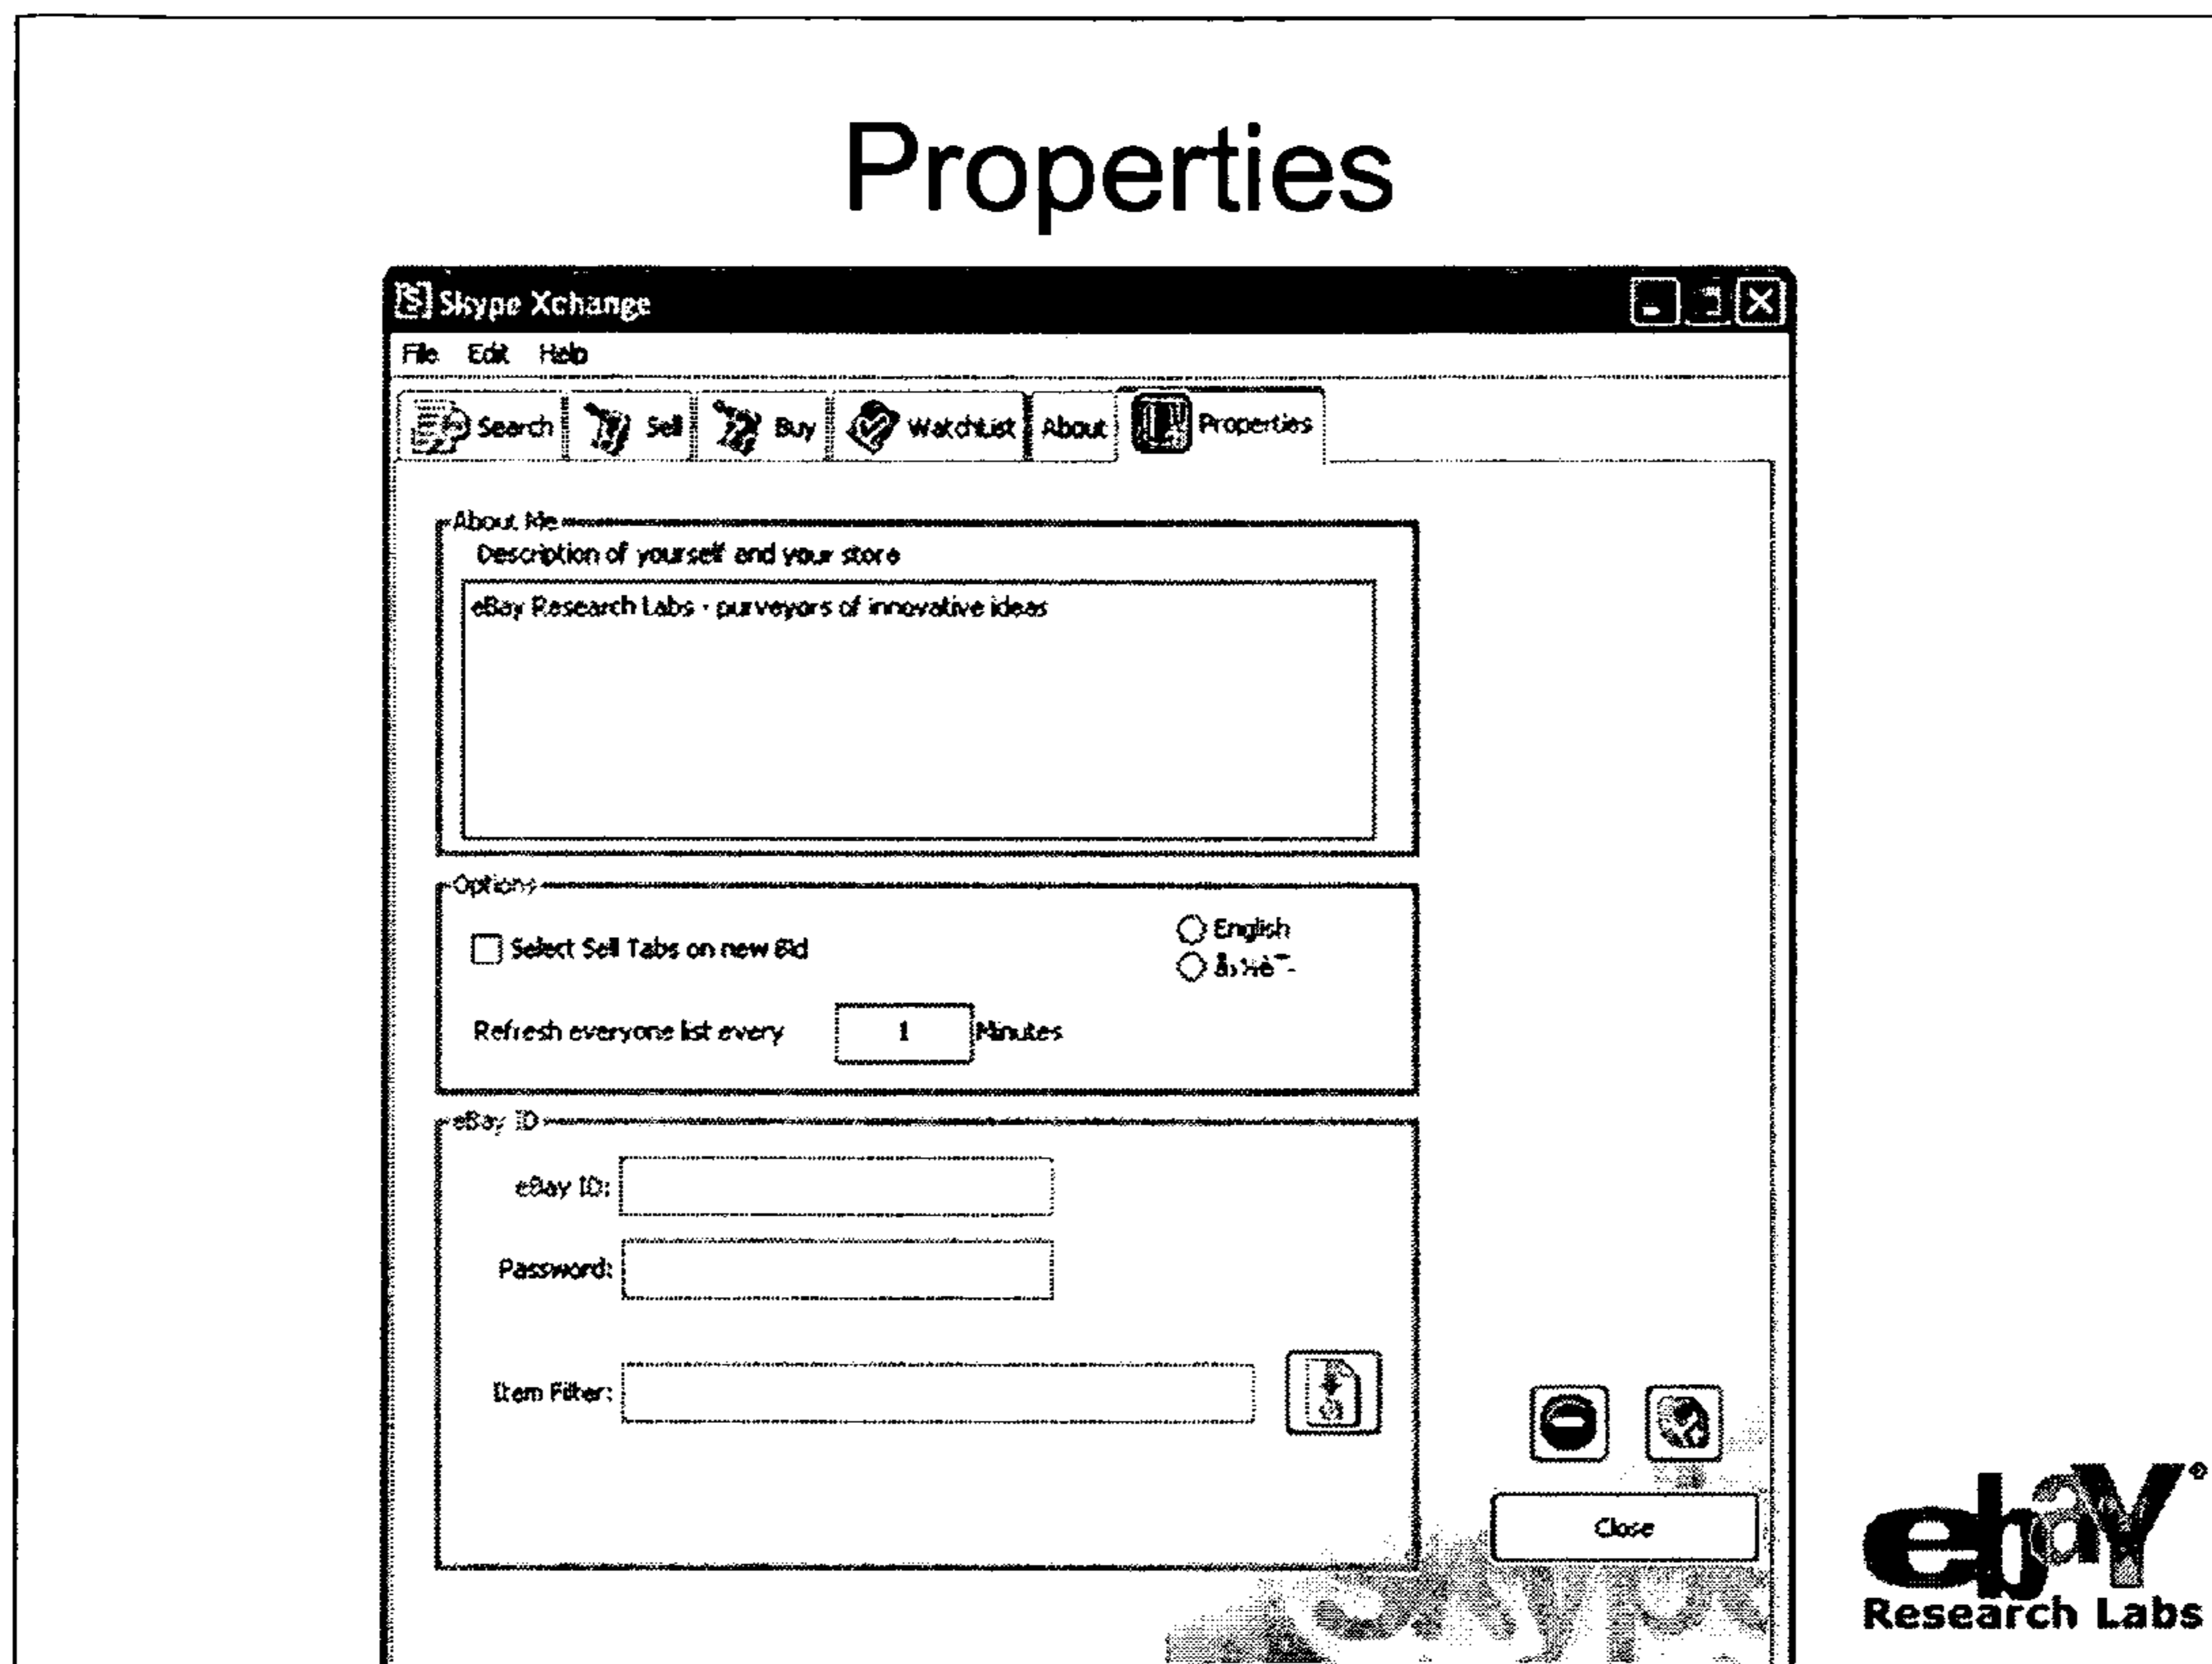 Properties
Skype Xchange
File Edit Help
Search Sell Buy WatchList About Properties
About Me
Description of yourself and your store
eBay Research Labs - purveyors of innovative ideas
Options
Select Sell Tabs on new Bid
English
Refresh everyone list every 1 Minutes
eBay ID
eBay ID:
Password:
Item Filter:
Close
skype
ebaY
Research Labs